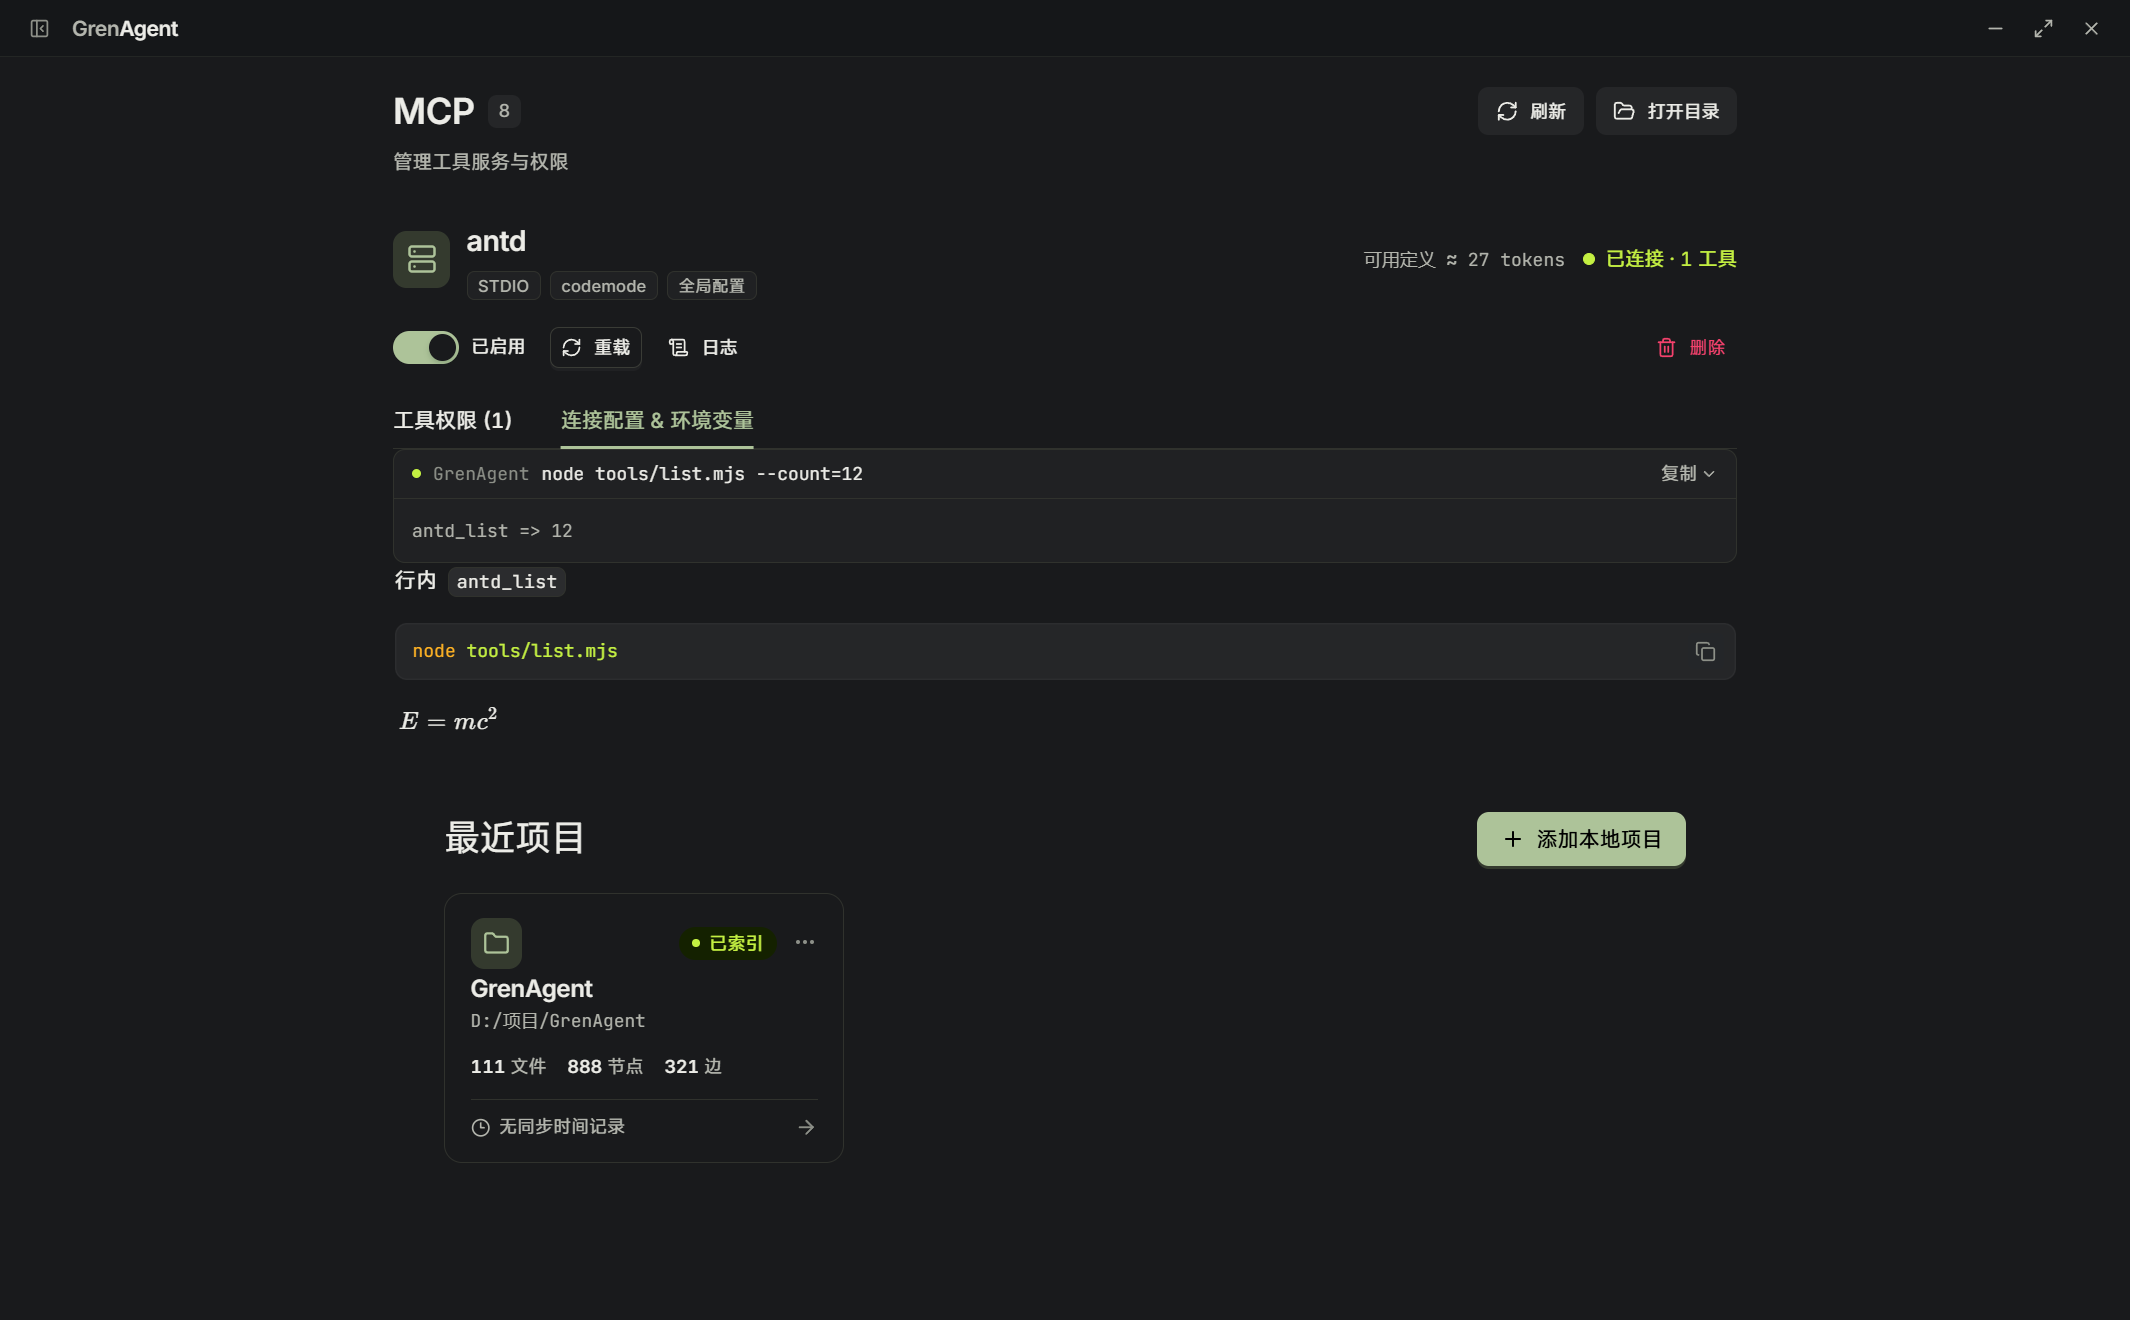 GrenAgent
MCP 8
刷新 打开目录
管理工具服务与权限
antd
STDIO codemode 全局配置
可用定义 ≈ 27 tokens 已连接 · 1 工具
已启用 重载 日志 删除
工具权限 (1) 连接配置 & 环境变量
GrenAgent node tools/list.mjs --count=12 复制
antd_list => 12
行内 antd_list
node tools/list.mjs
E = mc²
最近项目 添加本地项目
已索引
GrenAgent
D:/项目/GrenAgent
111 文件 888 节点 321 边
无同步时间记录